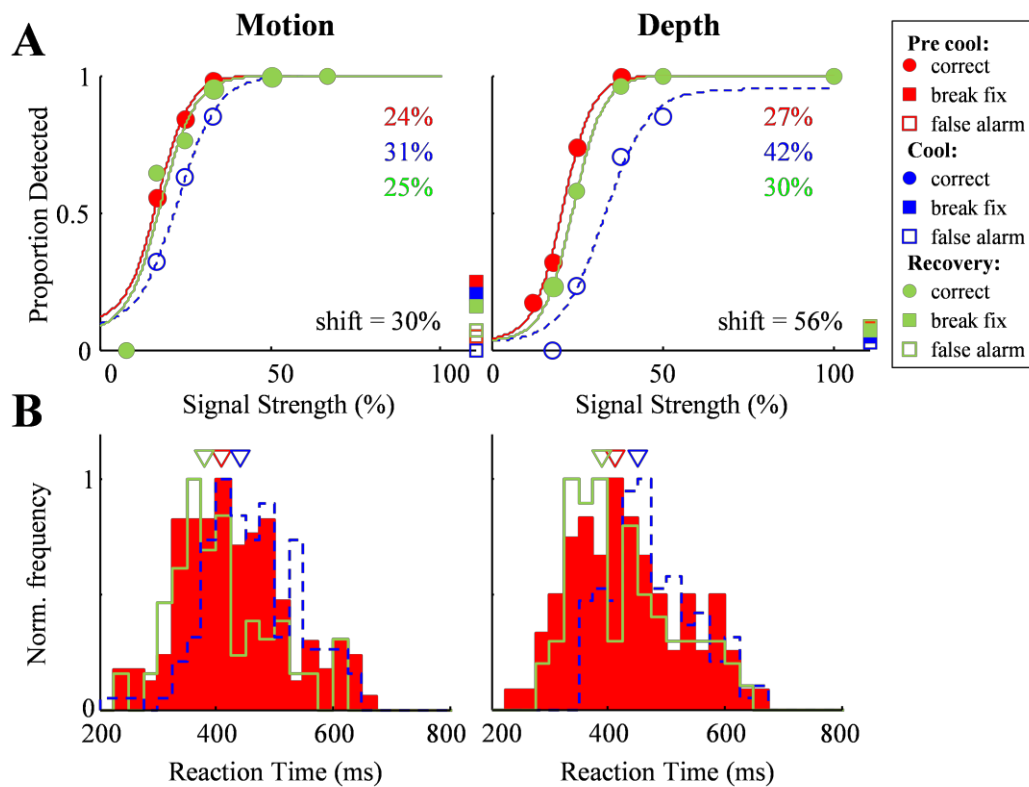 A
Motion
Depth
Proportion Detected
1
0.5
0
24%
31%
25%
shift = 30%
0
50
100
Signal Strength (%)
27%
42%
30%
shift = 56%
50
100
Signal Strength (%)
Pre cool:
correct
break fix
false alarm
Cool:
correct
break fix
false alarm
Recovery:
correct
break fix
false alarm
B
Norm. frequency
1
0
200
400
600
800
Reaction Time (ms)
1
0
200
400
600
800
Reaction Time (ms)